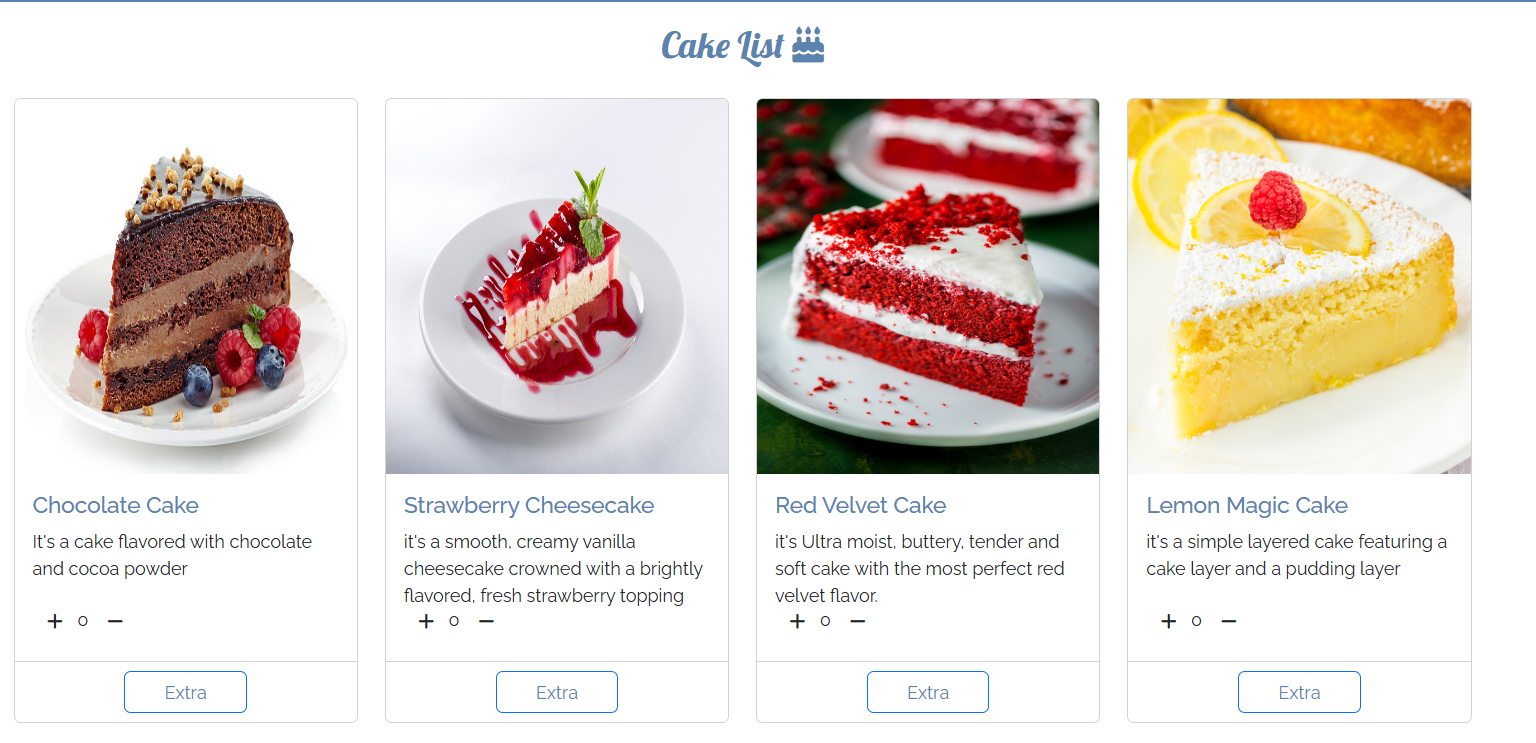 Cake List
Chocolate Cake
It's a cake flavored with chocolate
and cocoa powder
+ 0 −
Extra
Strawberry Cheesecake
it's a smooth, creamy vanilla
cheesecake crowned with a brightly
flavored, fresh strawberry topping
+ 0 −
Extra
Red Velvet Cake
it's Ultra moist, buttery, tender and
soft cake with the most perfect red
velvet flavor.
+ 0 −
Extra
Lemon Magic Cake
it's a simple layered cake featuring a
cake layer and a pudding layer
+ 0 −
Extra